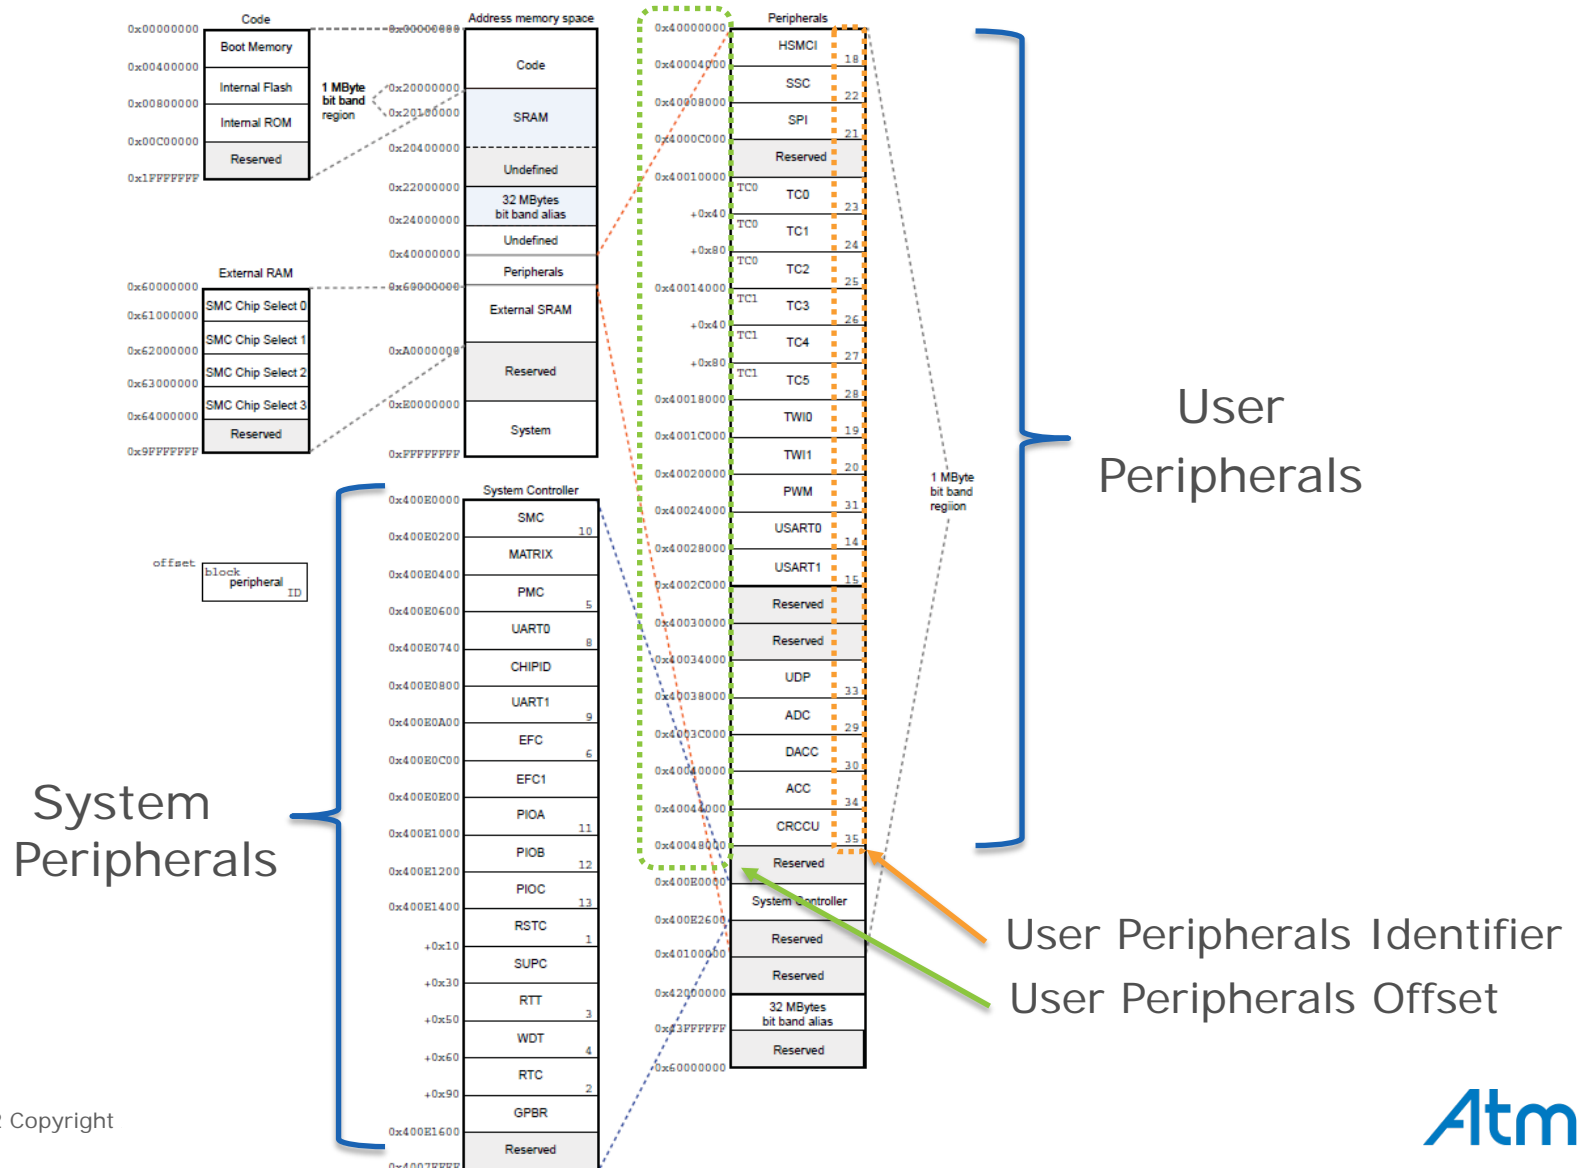 Code
0x00000000
Boot Memory
0x00400000
Internal Flash
0x00800000
Internal ROM
0x00C00000
Reserved
0x1FFFFFFF
1 MByte
bit band
region
External RAM
0x60000000
SMC Chip Select 0
0x61000000
SMC Chip Select 1
0x62000000
SMC Chip Select 2
0x63000000
SMC Chip Select 3
0x64000000
Reserved
0x9FFFFFFF
offset
block
peripheral
ID
Address memory space
0x00000000
Code
0x20000000
0x20100000
SRAM
0x20400000
Undefined
0x22000000
32 MBytes
bit band alias
0x24000000
Undefined
0x40000000
Peripherals
0x60000000
External SRAM
0xA0000000
Reserved
0xE0000000
System
0xFFFFFFFF
System Controller
0x400E0000
SMC
10
0x400E0200
MATRIX
0x400E0400
PMC
5
0x400E0600
UART0
8
0x400E0740
CHIPID
0x400E0800
UART1
9
0x400E0A00
EFC
6
0x400E0C00
EFC1
0x400E0E00
PIOA
11
0x400E1000
PIOB
12
0x400E1200
PIOC
13
0x400E1400
RSTC
1
+0x10
SUPC
+0x30
RTT
3
+0x50
WDT
4
+0x60
RTC
2
+0x90
GPBR
0x400E1600
Reserved
0x4007FFFF
Peripherals
0x40000000
HSMCI
18
0x40004000
SSC
22
0x40008000
SPI
21
0x4000C000
Reserved
0x40010000
TC0
TC0
23
+0x40
TC0
TC1
24
+0x80
TC0
TC2
25
0x40014000
TC1
TC3
26
+0x40
TC1
TC4
27
+0x80
TC1
TC5
28
0x40018000
TWI0
19
0x4001C000
TWI1
20
0x40020000
PWM
31
0x40024000
USART0
14
0x40028000
USART1
15
0x4002C000
Reserved
0x40030000
Reserved
0x40034000
UDP
33
0x40038000
ADC
29
0x4003C000
DACC
30
0x40040000
ACC
34
0x40044000
CRCCU
35
0x40048000
Reserved
0x400E0000
System Controller
0x400E2600
Reserved
0x40100000
Reserved
0x42000000
32 MBytes
bit band alias
0x43FFFFFF
Reserved
0x60000000
1 MByte
bit band
regiion
User
Peripherals
System
Peripherals
User Peripherals Identifier
User Peripherals Offset
2 Copyright
Atm